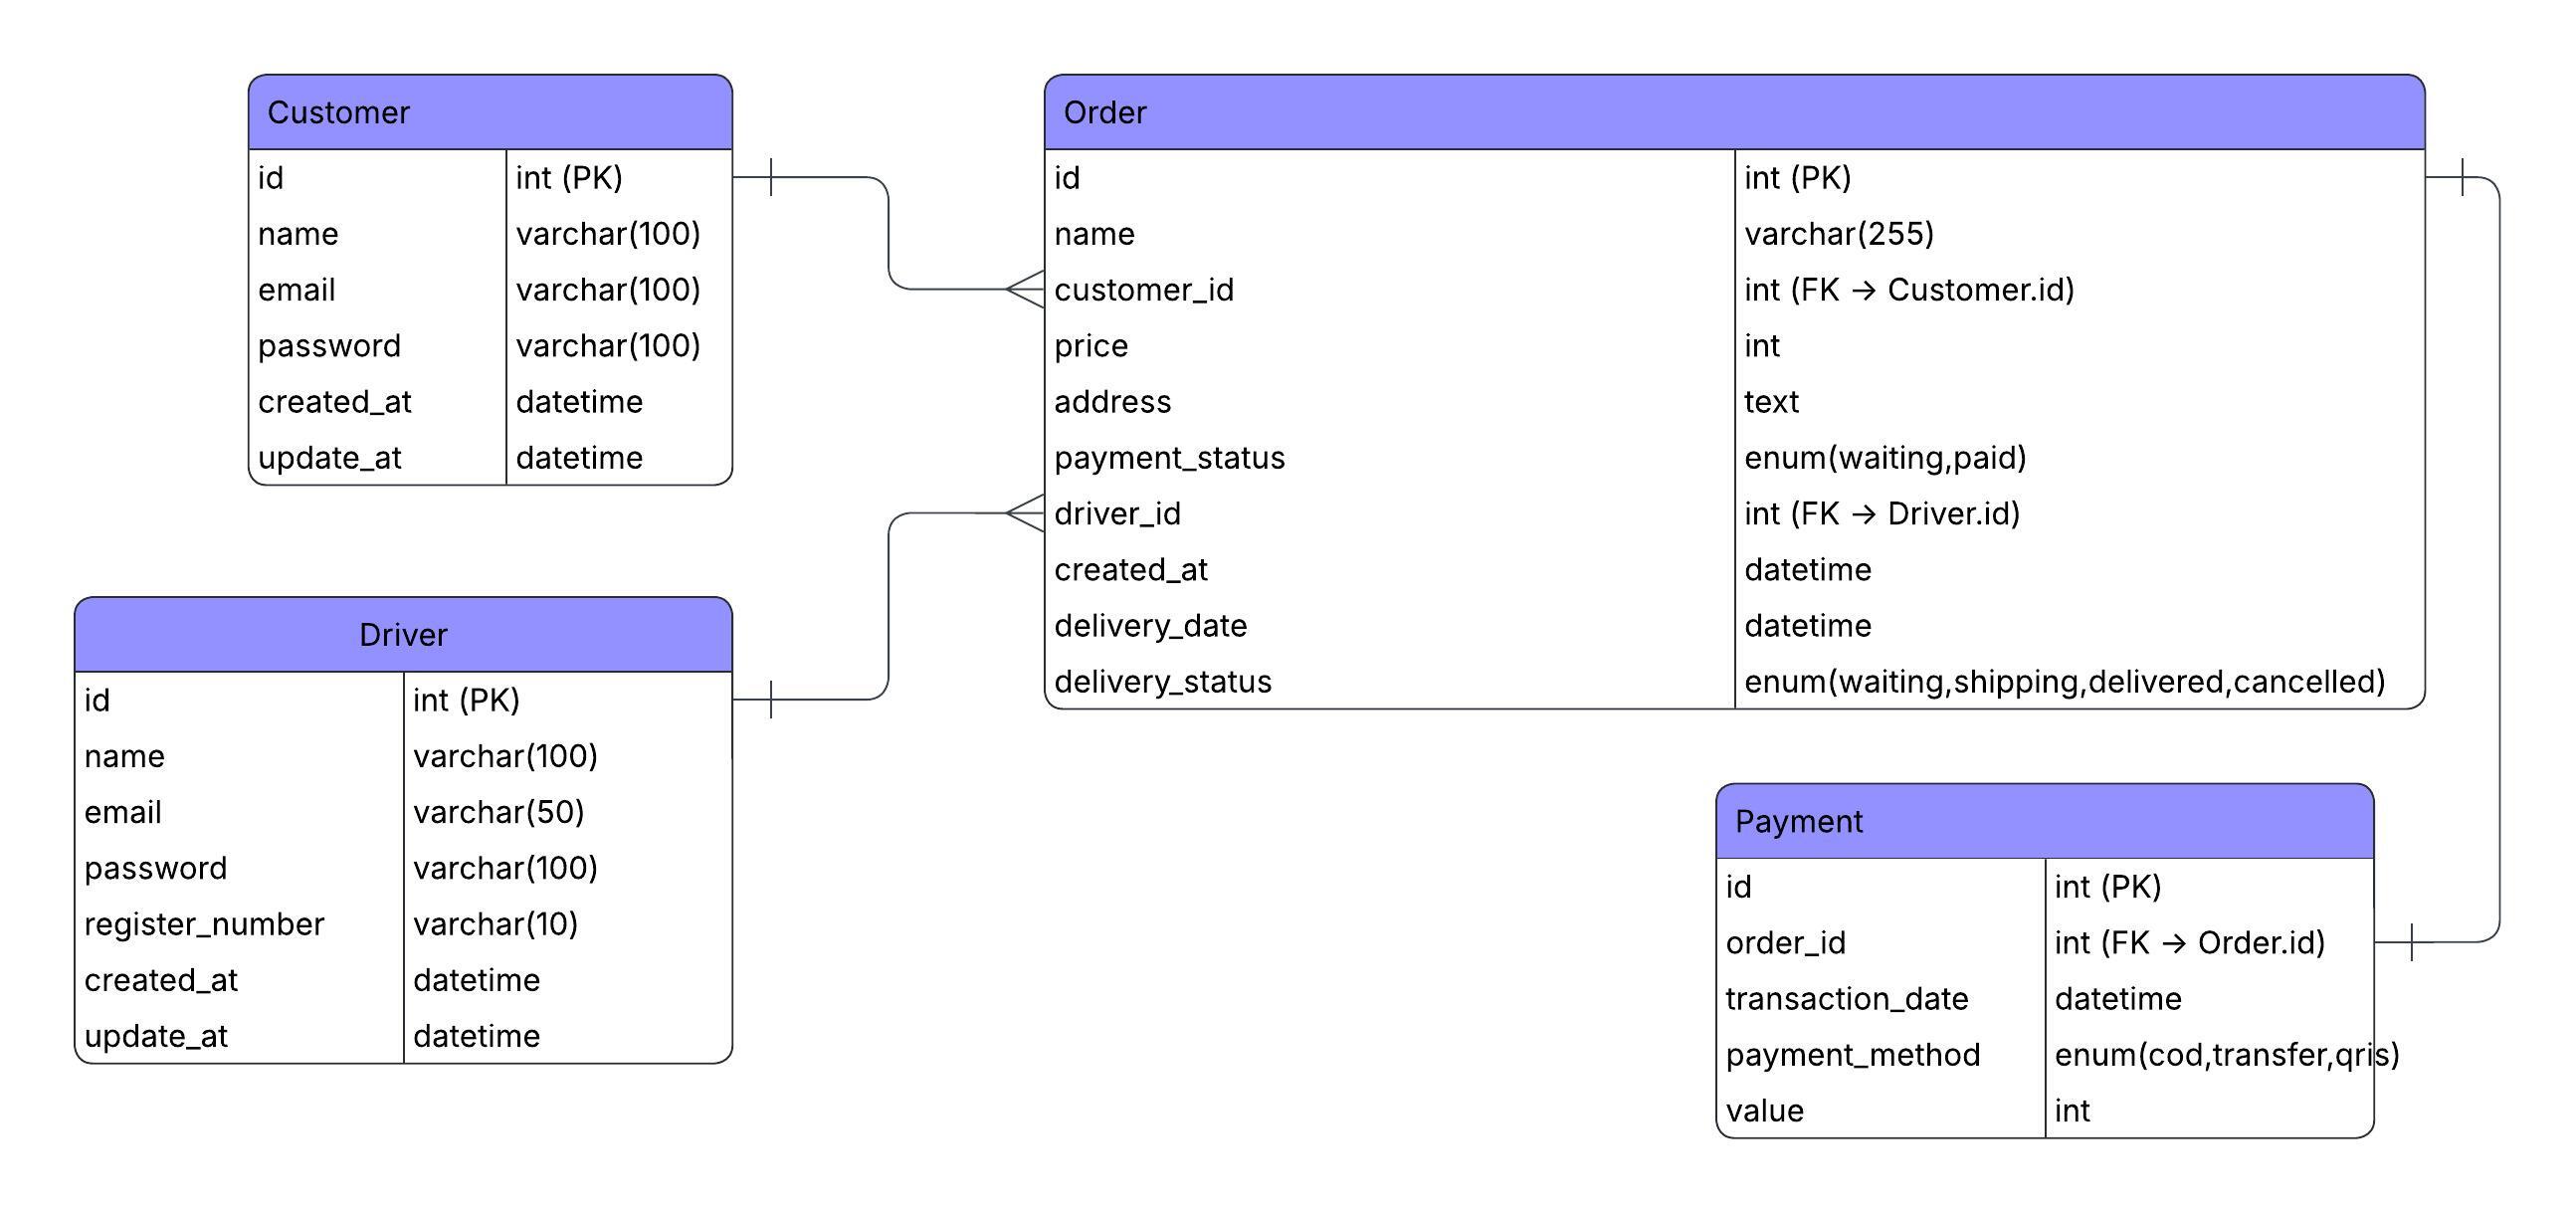 Customer
id int (PK)
name varchar(100)
email varchar(100)
password varchar(100)
created_at datetime
update_at datetime
Order
id int (PK)
name varchar(255)
customer_id int (FK → Customer.id)
price int
address text
payment_status enum(waiting,paid)
driver_id int (FK → Driver.id)
created_at datetime
delivery_date datetime
delivery_status enum(waiting,shipping,delivered,cancelled)
Driver
id int (PK)
name varchar(100)
email varchar(50)
password varchar(100)
register_number varchar(10)
created_at datetime
update_at datetime
Payment
id int (PK)
order_id int (FK → Order.id)
transaction_date datetime
payment_method enum(cod,transfer,qris)
value int